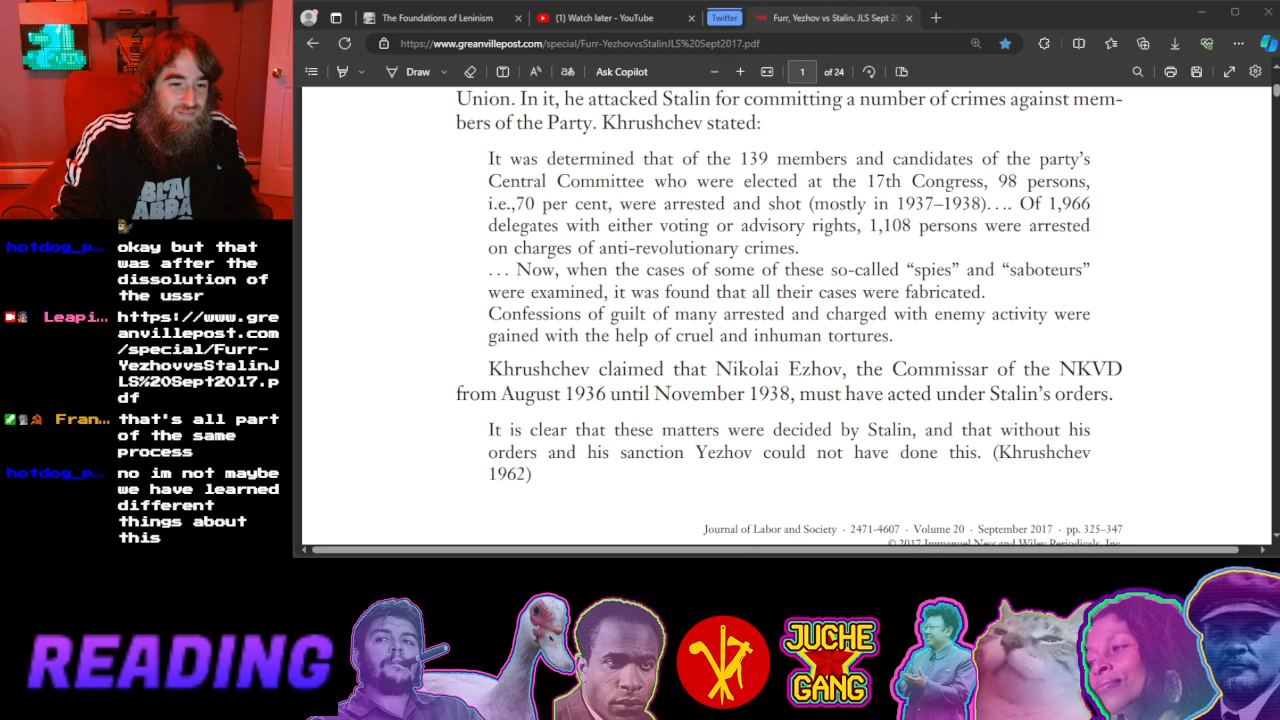 The Foundations of Leninism
(1) Watch later - YouTube
Twitter
Furr, Yezhov vs Stalin. JLS Sept 20
https://www.greanvillepost.com/special/Furr-YezhovvsStalinJLS%20Sept2017.pdf
Draw
Ask Copilot
1 of 24
Union. In it, he attacked Stalin for committing a number of crimes against mem-
bers of the Party. Khrushchev stated:
It was determined that of the 139 members and candidates of the party's
Central Committee who were elected at the 17th Congress, 98 persons,
i.e.,70 per cent, were arrested and shot (mostly in 1937–1938).… Of 1,966
delegates with either voting or advisory rights, 1,108 persons were arrested
on charges of anti-revolutionary crimes.
… Now, when the cases of some of these so-called “spies” and “saboteurs”
were examined, it was found that all their cases were fabricated.
Confessions of guilt of many arrested and charged with enemy activity were
gained with the help of cruel and inhuman tortures.
Khrushchev claimed that Nikolai Ezhov, the Commissar of the NKVD
from August 1936 until November 1938, must have acted under Stalin's orders.
It is clear that these matters were decided by Stalin, and that without his
orders and his sanction Yezhov could not have done this. (Khrushchev
1962)
Journal of Labor and Society · 2471-4607 · Volume 20 · September 2017 · pp. 325–347
© 2017 Immanuel Ness and Wiley Periodicals, Inc.
hotdog_p… okay but that
was after the
dissolution of
the ussr
Leapi… https://www.gre
anvillepost.com
/special/Furr-
YezhovvsStalinJ
LS%20Sept2017.p
df
Fran… that's all part
of the same
process
hotdog_p… no im not maybe
we have learned
different
things about
this
READING
JUCHE
GANG